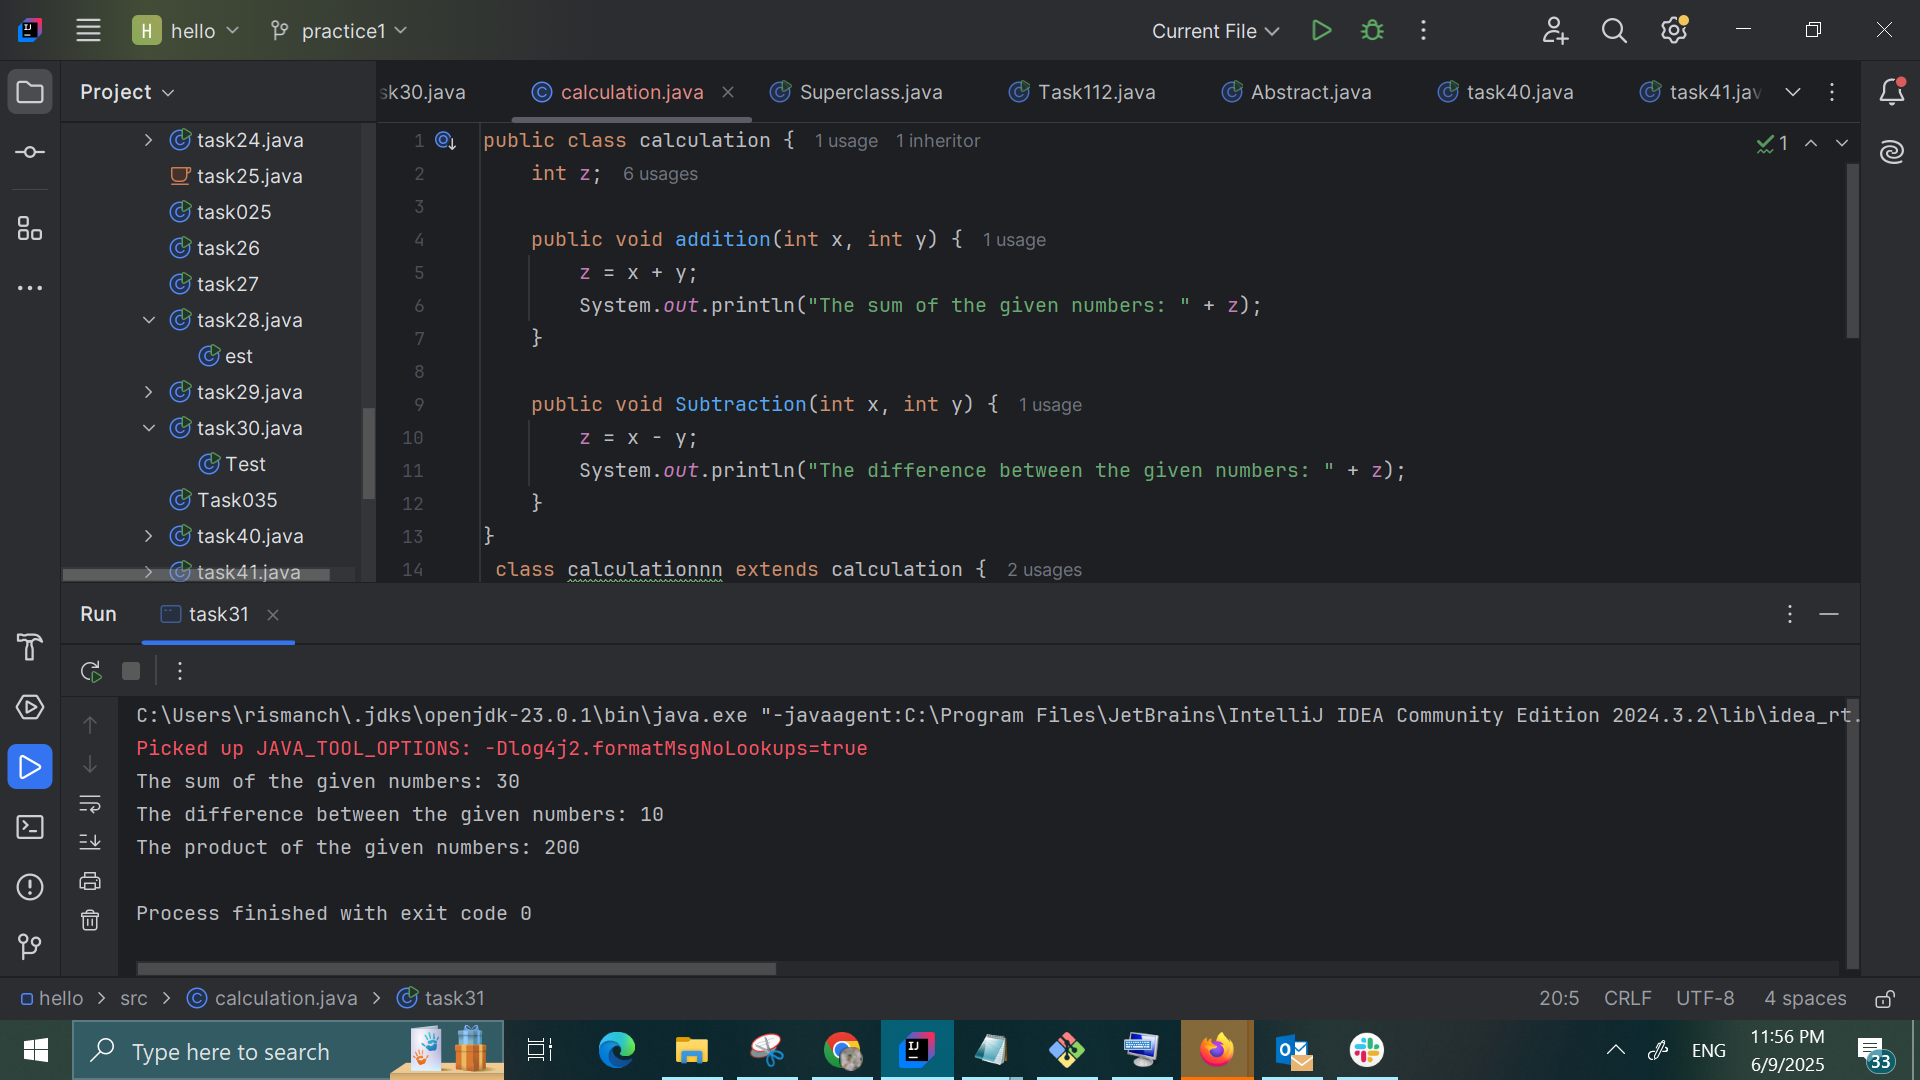 H hello practice1 Current File
Project
sk30.java calculation.java Superclass.java Task112.java Abstract.java task40.java task41.jav
task24.java
task25.java
task025
task26
task27
task28.java
est
task29.java
task30.java
Test
Task035
task40.java
task41.java
1 public class calculation { 1 usage 1 inheritor 1
2 int z; 6 usages
3
4 public void addition(int x, int y) { 1 usage
5 z = x + y;
6 System.out.println("The sum of the given numbers: " + z);
7 }
8
9 public void Subtraction(int x, int y) { 1 usage
10 z = x - y;
11 System.out.println("The difference between the given numbers: " + z);
12 }
13 }
14 class calculationnn extends calculation { 2 usages
Run task31
C:\Users\rismanch\.jdks\openjdk-23.0.1\bin\java.exe "-javaagent:C:\Program Files\JetBrains\IntelliJ IDEA Community Edition 2024.3.2\lib\idea_rt.
Picked up JAVA_TOOL_OPTIONS: -Dlog4j2.formatMsgNoLookups=true
The sum of the given numbers: 30
The difference between the given numbers: 10
The product of the given numbers: 200
Process finished with exit code 0
hello src calculation.java task31 20:5 CRLF UTF-8 4 spaces
Type here to search
ENG
11:56 PM
6/9/2025
33